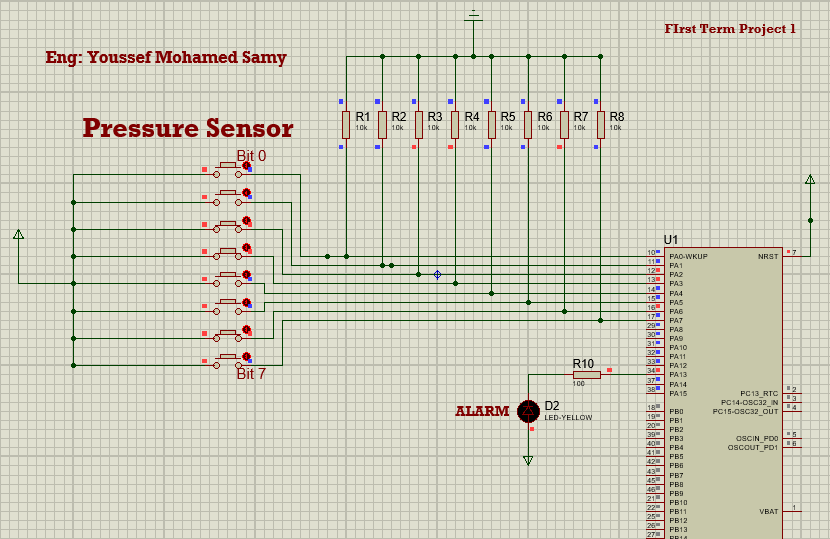 FIrst Term Project 1
Eng: Youssef Mohamed Samy
Pressure Sensor
R1
10k
R2
10k
R3
10k
R4
10k
R5
10k
R6
10k
R7
10k
R8
10k
Bit 0
Bit 7
U1
10 PA0-WKUP NRST 7
11 PA1
12 PA2
13 PA3
14 PA4
15 PA5
16 PA6
17 PA7
29 PA8
30 PA9
31 PA10
32 PA11
33 PA12
34 PA13
37 PA14
38 PA15
PC13_RTC 2
PC14-OSC32_IN 3
PC15-OSC32_OUT 4
18 PB0
19 PB1
20 PB2
39 PB3 OSCIN_PD0 5
40 PB4 OSCOUT_PD1 6
41 PB5
42 PB6
43 PB7
45 PB8
46 PB9
21 PB10
22 PB11 VBAT 1
25 PB12
26 PB13
27 PB14
R10
100
ALARM
D2
LED-YELLOW